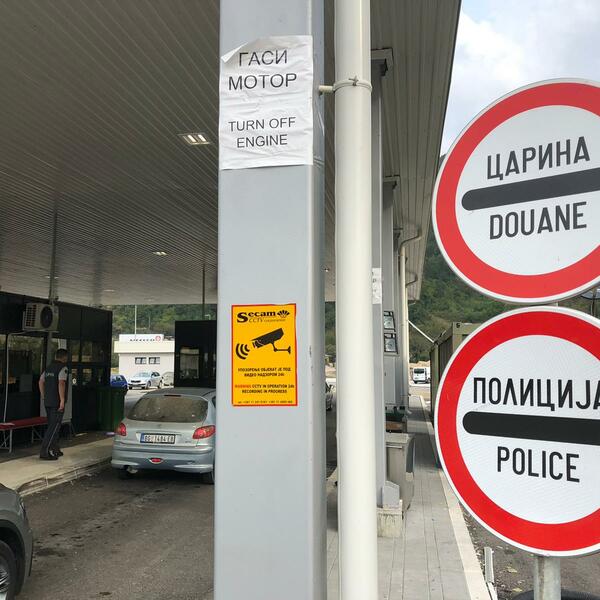 ГАСИ
МОТОР
TURN OFF
ENGINE
Secam
CCTV
УПОЗОРЕЊЕ ОБЈЕКАТ ЈЕ ПОД
ВИДЕО НАДЗОРОМ 24h
WARNING CCTV IN OPERATION 24h
RECORDING IN PROGRESS
ЦАРИНА
DOUANE
ПОЛИЦИЈА
POLICE